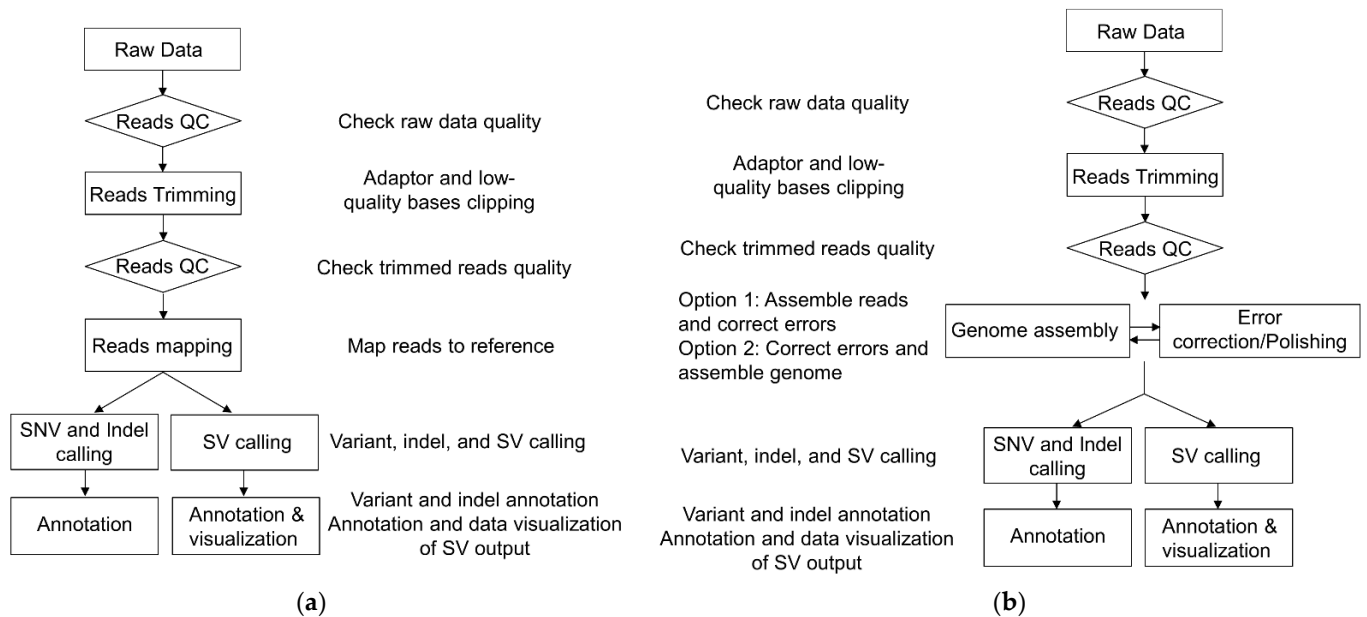 Raw Data
Reads QC
Check raw data quality
Reads Trimming
Adaptor and low-
quality bases clipping
Reads QC
Check trimmed reads quality
Reads mapping
Map reads to reference
SNV and Indel
calling
SV calling
Variant, indel, and SV calling
Annotation
Annotation &
visualization
Variant and indel annotation
Annotation and data visualization
of SV output
(a)
Raw Data
Check raw data quality
Reads QC
Adaptor and low-
quality bases clipping
Reads Trimming
Check trimmed reads quality
Reads QC
Option 1: Assemble reads
and correct errors
Option 2: Correct errors and
assemble genome
Genome assembly
Error
correction/Polishing
Variant, indel, and SV calling
SNV and Indel
calling
SV calling
Variant and indel annotation
Annotation and data visualization
of SV output
Annotation
Annotation &
visualization
(b)